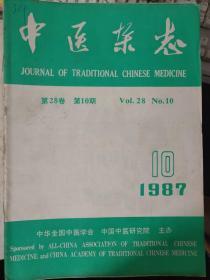 中医杂志
JOURNAL OF TRADITIONAL CHINESE MEDICINE
第28卷 第10期 Vol. 28 No. 10
10
1987
中华全国中医学会 中国中医研究院 主办
Sponsored by ALL-CHINA ASSOCIATION OF TRADITIONAL CHINESE
MEDICINE and CHINA ACADEMY OF TRADITIONAL CHINESE MEDICINE